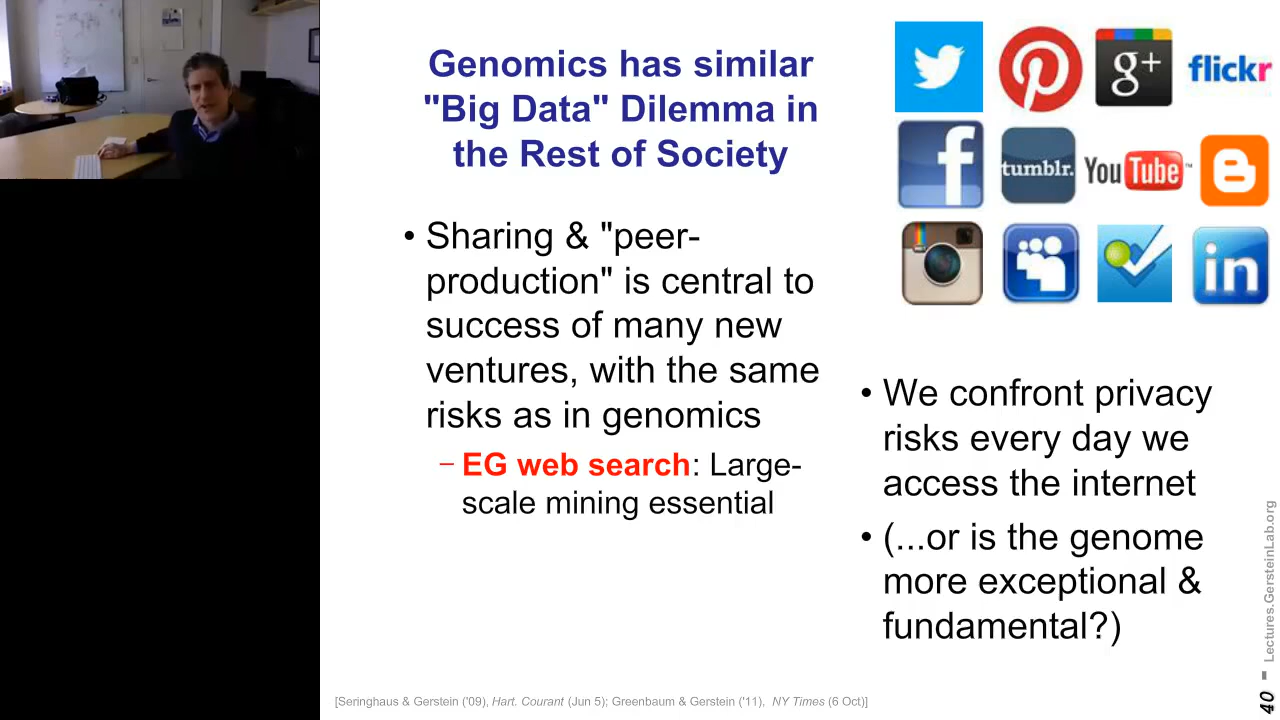 Genomics has similar
"Big Data" Dilemma in
the Rest of Society
• Sharing & "peer-
production" is central to
success of many new
ventures, with the same
risks as in genomics
– EG web search: Large-
scale mining essential
g+
flickr
f
tumblr.
YouTube™
B
in
• We confront privacy
risks every day we
access the internet
• (...or is the genome
more exceptional &
fundamental?)
[Seringhaus & Gerstein ('09), Hart. Courant (Jun 5); Greenbaum & Gerstein ('11), NY Times (6 Oct)]
40 - Lectures.GersteinLab.org